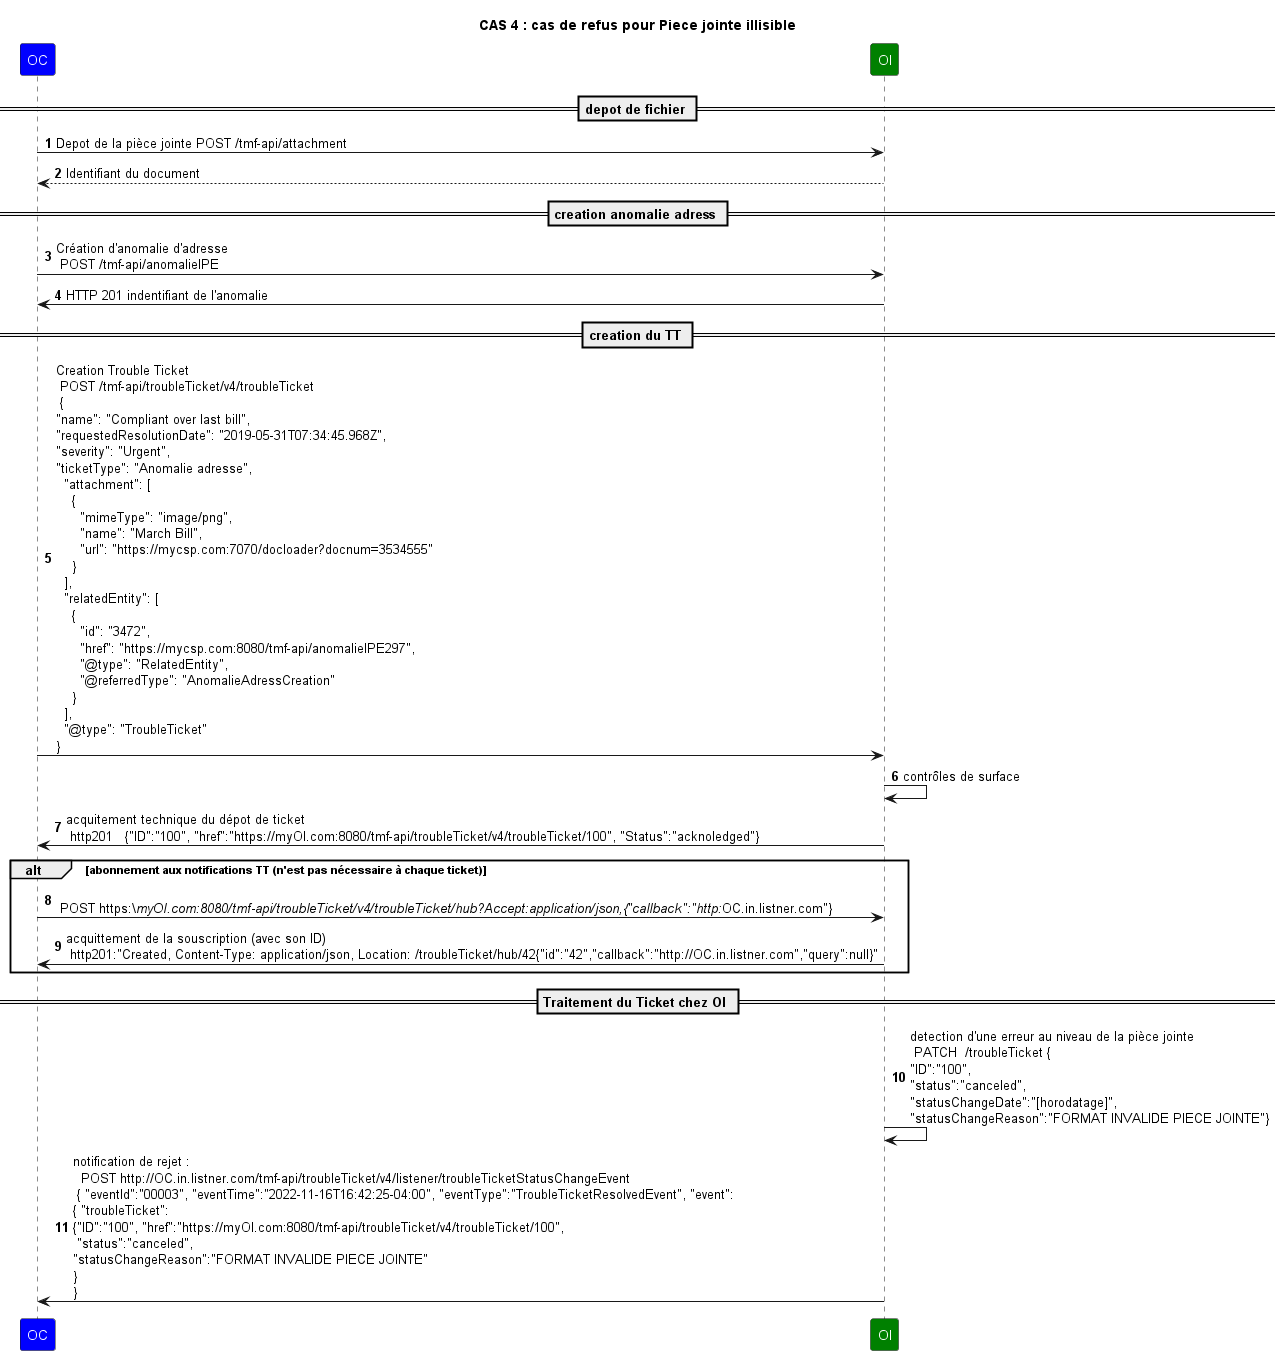 CAS 4 : cas de refus pour Piece jointe illisible
OC
OI
depot de fichier
1 Depot de la pièce jointe POST /tmf-api/attachment
2 Identifiant du document
creation anomalie adress
Création d'anomalie d'adresse
3
POST /tmf-api/anomalieIPE
4 HTTP 201 indentifiant de l'anomalie
creation du TT
Creation Trouble Ticket
POST /tmf-api/troubleTicket/v4/troubleTicket
{
"name": "Compliant over last bill",
"requestedResolutionDate": "2019-05-31T07:34:45.968Z",
"severity": "Urgent",
"ticketType": "Anomalie adresse",
"attachment": [
{
"mimeType": "image/png",
"name": "March Bill",
"url": "https://mycsp.com:7070/docloader?docnum=3534555"
5
}
],
"relatedEntity": [
{
"id": "3472",
"href": "https://mycsp.com:8080/tmf-api/anomalieIPE297",
"@type": "RelatedEntity",
"@referredType": "AnomalieAdressCreation"
}
],
"@type": "TroubleTicket"
}
6 contrôles de surface
acquitement technique du dépot de ticket
7
http201   {"ID":"100", "href":"https://myOI.com:8080/tmf-api/troubleTicket/v4/troubleTicket/100", "Status":"acknoledged"}
alt [abonnement aux notifications TT (n'est pas nécessaire à chaque ticket)]
8
POST https:\myOI.com:8080/tmf-api/troubleTicket/v4/troubleTicket/hub?Accept:application/json,{"callback":"http:OC.in.listner.com"}
acquittement de la souscription (avec son ID)
9
http201:"Created, Content-Type: application/json, Location: /troubleTicket/hub/42{"id":"42","callback":"http://OC.in.listner.com","query":null}"
Traitement du Ticket chez OI
detection d'une erreur au niveau de la pièce jointe
PATCH  /troubleTicket {
"ID":"100",
10
"status":"canceled",
"statusChangeDate":"[horodatage]",
"statusChangeReason":"FORMAT INVALIDE PIECE JOINTE"}
notification de rejet :
POST http://OC.in.listner.com/tmf-api/troubleTicket/v4/listener/troubleTicketStatusChangeEvent
{ "eventId":"00003", "eventTime":"2022-11-16T16:42:25-04:00", "eventType":"TroubleTicketResolvedEvent", "event":
{ "troubleTicket":
11 {"ID":"100", "href":"https://myOI.com:8080/tmf-api/troubleTicket/v4/troubleTicket/100",
"status":"canceled",
"statusChangeReason":"FORMAT INVALIDE PIECE JOINTE"
}
}
OC
OI